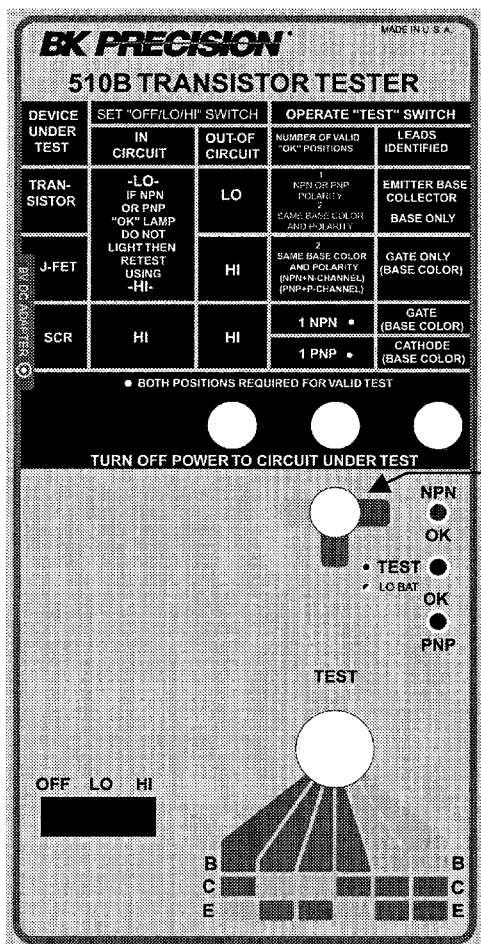 BK PRECISION
MADE IN U. S. A.
510B TRANSISTOR TESTER
DEVICE UNDER TEST
SET "OFF/LO/HI" SWITCH
OPERATE "TEST" SWITCH
IN CIRCUIT
OUT-OF CIRCUIT
NUMBER OF VALID "OK" POSITIONS
LEADS IDENTIFIED
TRAN-
SISTOR
-LO-
IF NPN
OR PNP
"OK" LAMP
DO NOT
LIGHT THEN
RETEST
USING
-HI-
LO
1
NPN OR PNP
POLARITY
2
SAME BASE COLOR
AND POLARITY
EMITTER BASE
COLLECTOR
BASE ONLY
J-FET
HI
2
SAME BASE COLOR
AND POLARITY
(NPN=N-CHANNEL)
(PNP=P-CHANNEL)
GATE ONLY
(BASE COLOR)
SCR
HI
HI
1 NPN •
GATE
(BASE COLOR)
1 PNP •
CATHODE
(BASE COLOR)
BY DC ADAPTER
• BOTH POSITIONS REQUIRED FOR VALID TEST
TURN OFF POWER TO CIRCUIT UNDER TEST
NPN
OK
• TEST
LO BAT
OK
PNP
TEST
OFF LO HI
B B
C C
E E